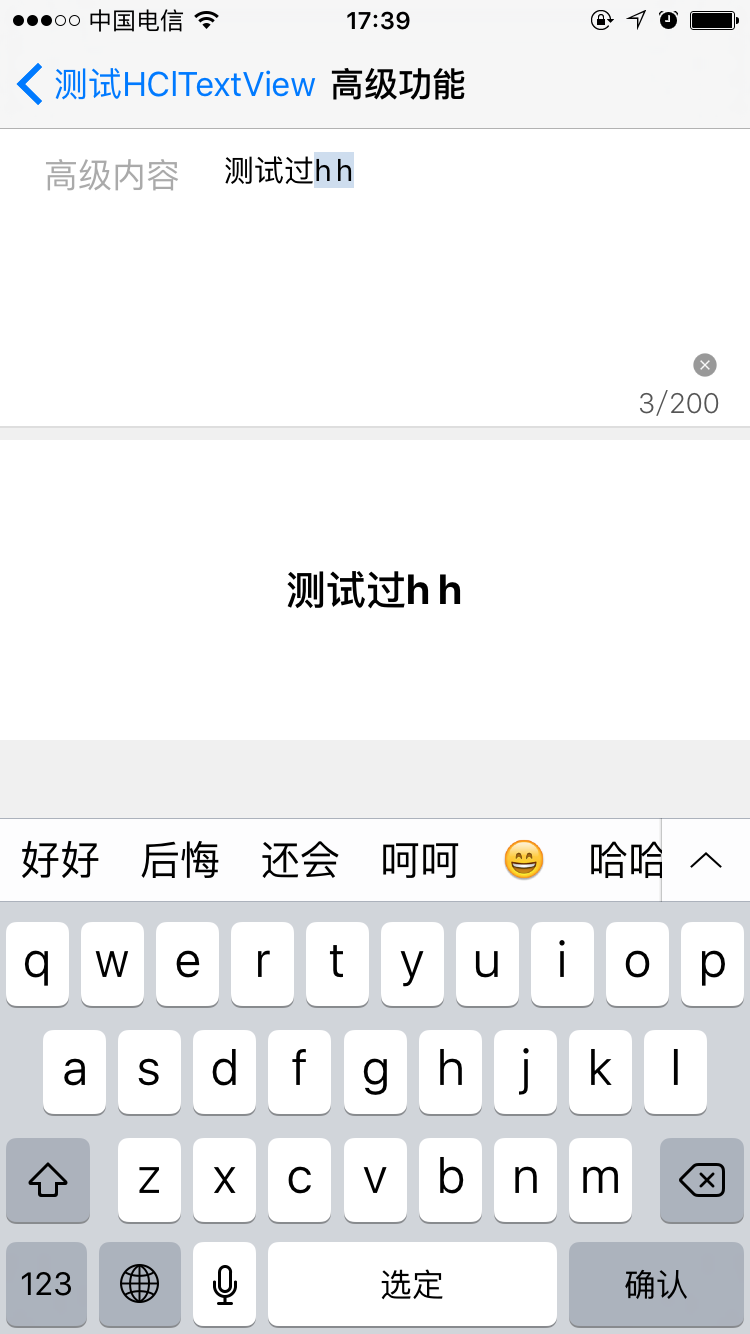 中国电信 17:39
测试HClTextView 高级功能
高级内容 测试过h h
3/200
测试过h h
好好 后悔 还会 呵呵 😄 哈哈
q w e r t y u i o p
a s d f g h j k l
z x c v b n m
123 选定 确认